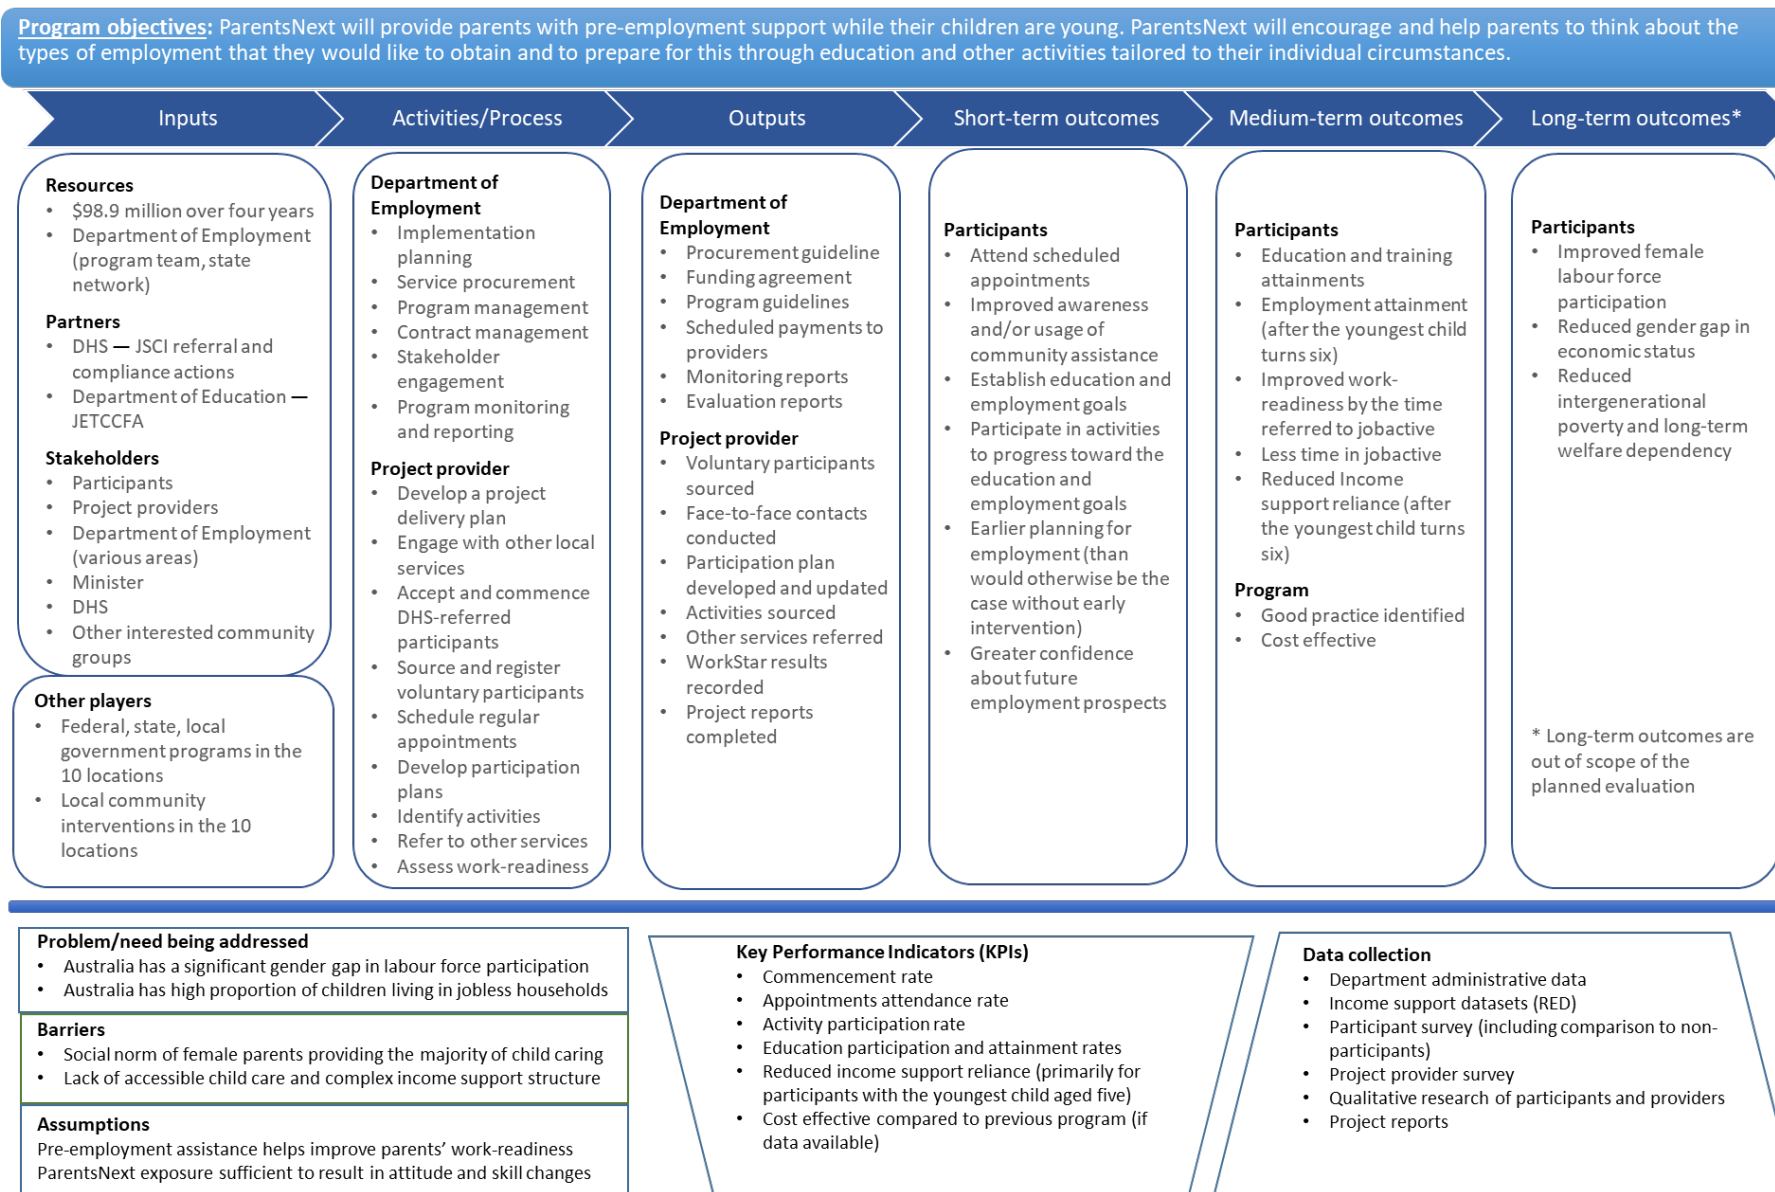 Program objectives: ParentsNext will provide parents with pre-employment support while their children are young. ParentsNext will encourage and help parents to think about the
types of employment that they would like to obtain and to prepare for this through education and other activities tailored to their individual circumstances.
Inputs
Activities/Process
Outputs
Short-term outcomes
Medium-term outcomes
Long-term outcomes*
Resources
• $98.9 million over four years
• Department of Employment
(program team, state
network)
Partners
• DHS — JSCI referral and
compliance actions
• Department of Education —
JETCCFA
Stakeholders
• Participants
• Project providers
• Department of Employment
(various areas)
• Minister
• DHS
• Other interested community
groups
Other players
• Federal, state, local
government programs in the
10 locations
• Local community
interventions in the 10
locations
Department of
Employment
• Implementation
planning
• Service procurement
• Program management
• Contract management
• Stakeholder
engagement
• Program monitoring
and reporting
Project provider
• Develop a project
delivery plan
• Engage with other local
services
• Accept and commence
DHS-referred
participants
• Source and register
voluntary participants
• Schedule regular
appointments
• Develop participation
plans
• Identify activities
• Refer to other services
• Assess work-readiness
Department of
Employment
• Procurement guideline
• Funding agreement
• Program guidelines
• Scheduled payments to
providers
• Monitoring reports
• Evaluation reports
Project provider
• Voluntary participants
sourced
• Face-to-face contacts
conducted
• Participation plan
developed and updated
• Activities sourced
• Other services referred
• WorkStar results
recorded
• Project reports
completed
Participants
• Attend scheduled
appointments
• Improved awareness
and/or usage of
community assistance
• Establish education and
employment goals
• Participate in activities
to progress toward the
education and
employment goals
• Earlier planning for
employment (than
would otherwise be the
case without early
intervention)
• Greater confidence
about future
employment prospects
Participants
• Education and training
attainments
• Employment attainment
(after the youngest child
turns six)
• Improved work-
readiness by the time
referred to jobactive
• Less time in jobactive
• Reduced Income
support reliance (after
the youngest child turns
six)
Program
• Good practice identified
• Cost effective
Participants
• Improved female
labour force
participation
• Reduced gender gap in
economic status
• Reduced
intergenerational
poverty and long-term
welfare dependency
* Long-term outcomes are
out of scope of the
planned evaluation
Problem/need being addressed
• Australia has a significant gender gap in labour force participation
• Australia has high proportion of children living in jobless households
Barriers
• Social norm of female parents providing the majority of child caring
• Lack of accessible child care and complex income support structure
Assumptions
Pre-employment assistance helps improve parents’ work-readiness
ParentsNext exposure sufficient to result in attitude and skill changes
Key Performance Indicators (KPIs)
• Commencement rate
• Appointments attendance rate
• Activity participation rate
• Education participation and attainment rates
• Reduced income support reliance (primarily for
participants with the youngest child aged five)
• Cost effective compared to previous program (if
data available)
Data collection
• Department administrative data
• Income support datasets (RED)
• Participant survey (including comparison to non-
participants)
• Project provider survey
• Qualitative research of participants and providers
• Project reports